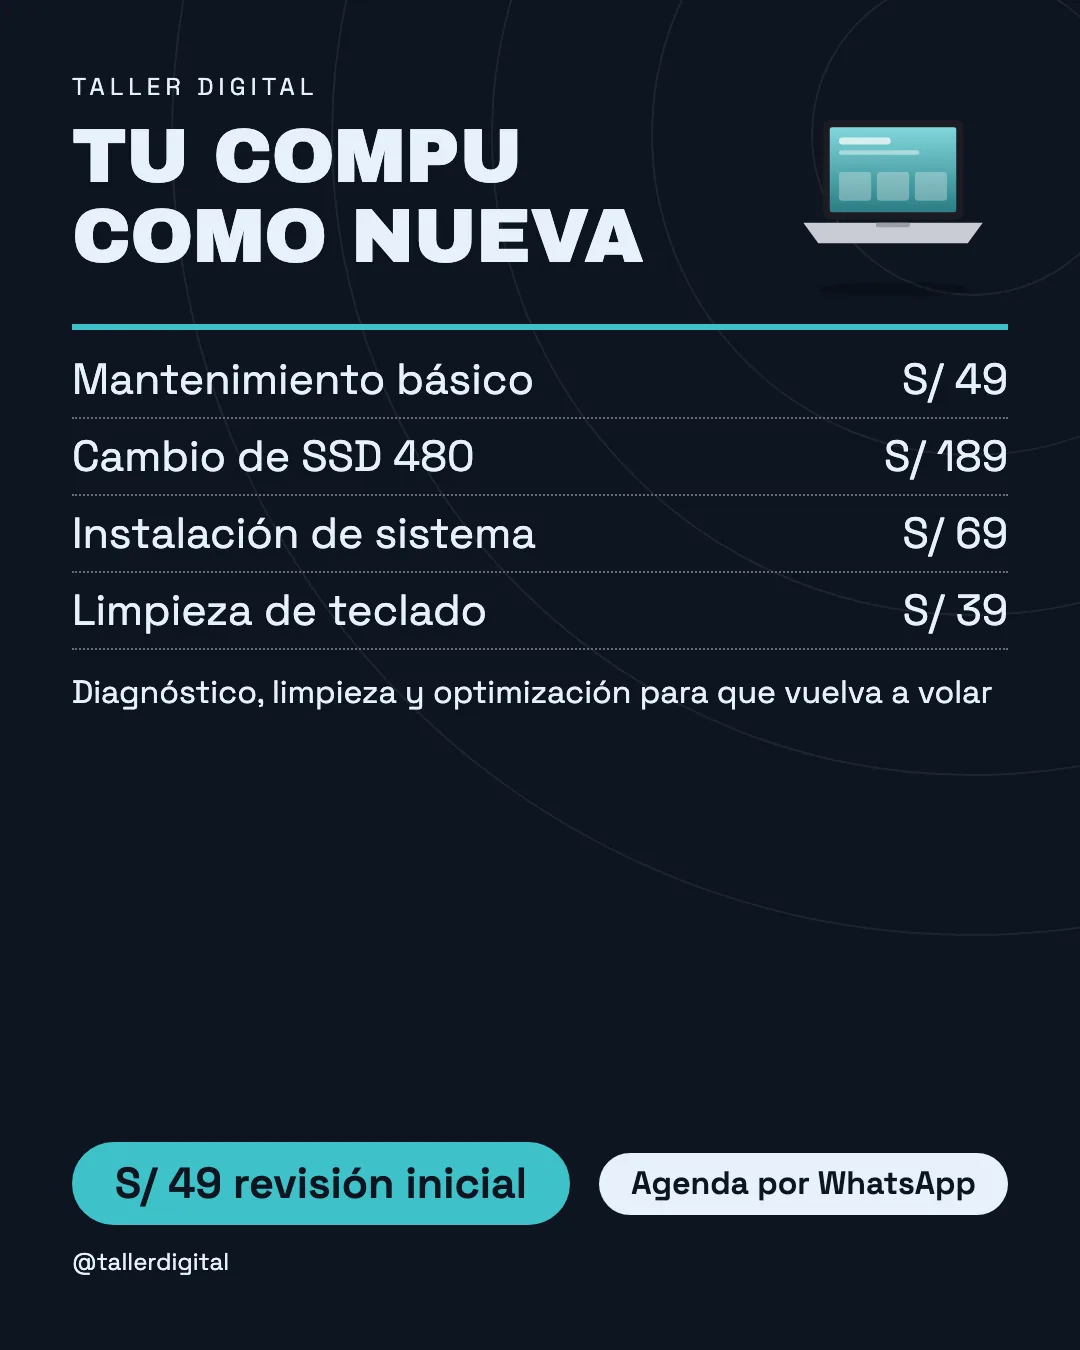 TALLER DIGITAL
TU COMPU
COMO NUEVA
Mantenimiento básico S/ 49
Cambio de SSD 480 S/ 189
Instalación de sistema S/ 69
Limpieza de teclado S/ 39
Diagnóstico, limpieza y optimización para que vuelva a volar
S/ 49 revisión inicial
Agenda por WhatsApp
@tallerdigital